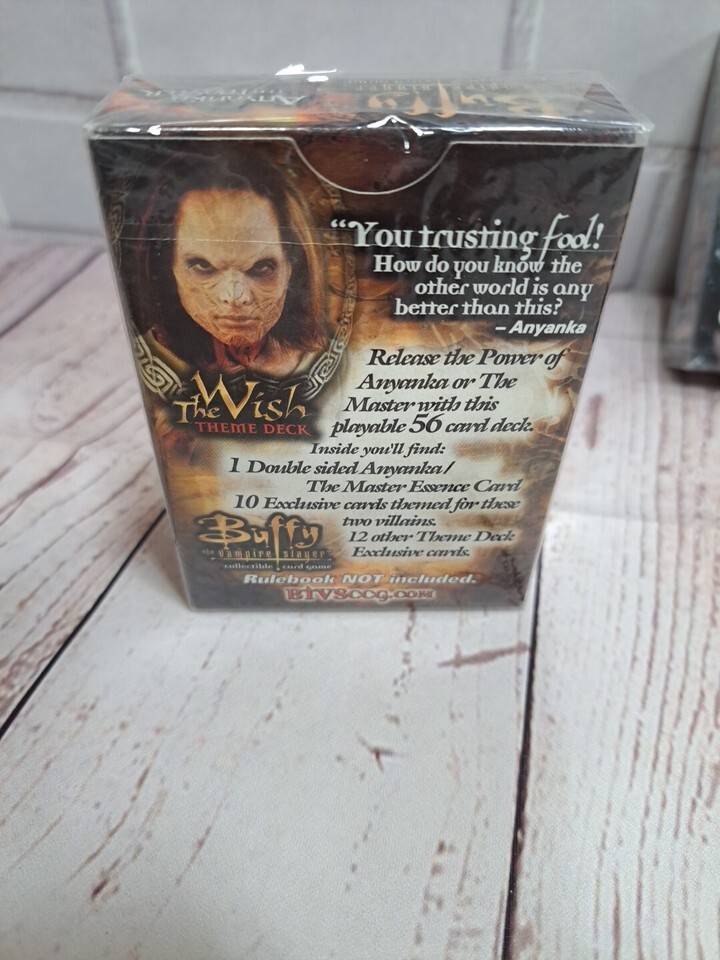 Anyanka
Buffy
“You trusting fool!
How do you know the
other world is any
better than this?
– Anyanka
The Wish
THEME DECK
Release the Power of
Anyanka or The
Master with this
playable 56 card deck.
Inside you'll find:
1 Double sided Anyanka/
The Master Essence Card
10 Exclusive cards themed for these
two villains.
12 other Theme Deck
Exclusive cards.
Buffy
the vampire slayer
collectible card game
Rulebook NOT included.
BTVSccg.com